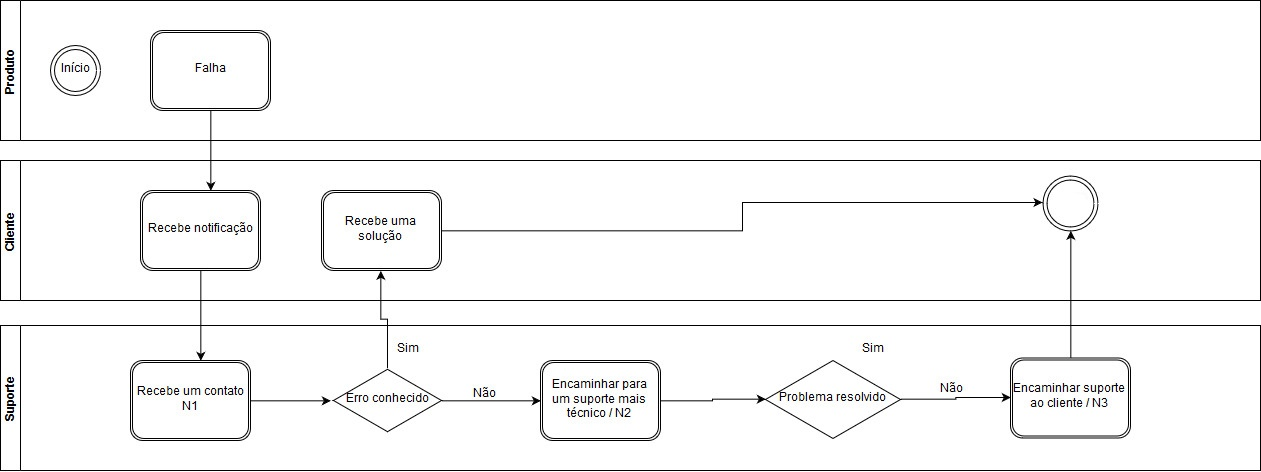 Produto
Início
Falha
Cliente
Recebe notificação
Recebe uma
solução
Suporte
Recebe um contato
N1
Erro conhecido
Sim
Não
Encaminhar para
um suporte mais
técnico / N2
Problema resolvido
Sim
Não
Encaminhar suporte
ao cliente / N3